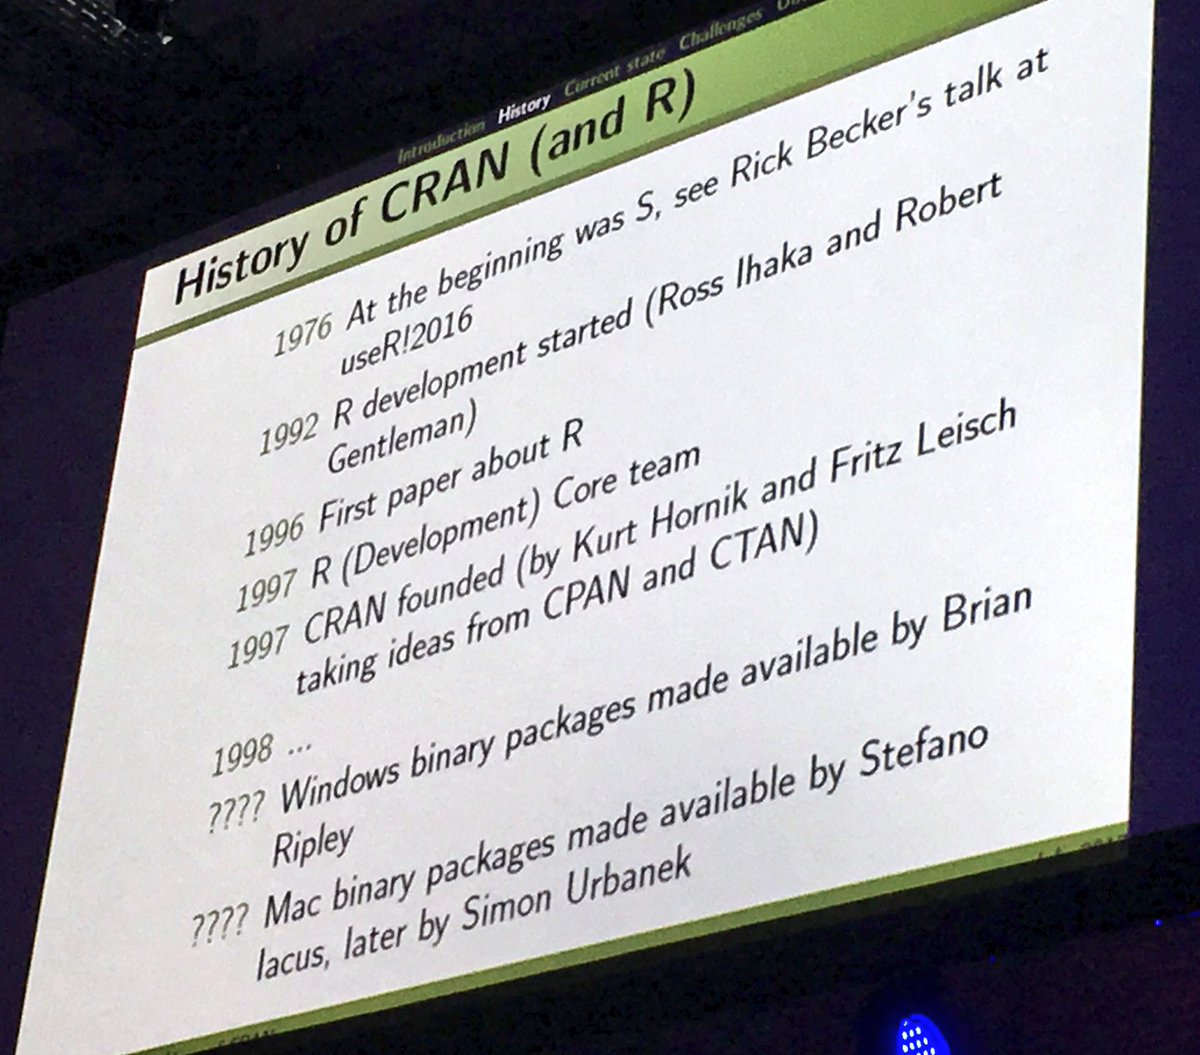 Introduction History Current state Challenges
History of CRAN (and R)
1976 At the beginning was S, see Rick Becker's talk at
useR!2016
1992 R development started (Ross Ihaka and Robert
Gentleman)
1996 First paper about R
1997 R (Development) Core team
1997 CRAN founded (by Kurt Hornik and Fritz Leisch
taking ideas from CPAN and CTAN)
1998 ...
???? Windows binary packages made available by Brian
Ripley
???? Mac binary packages made available by Stefano
Iacus, later by Simon Urbanek